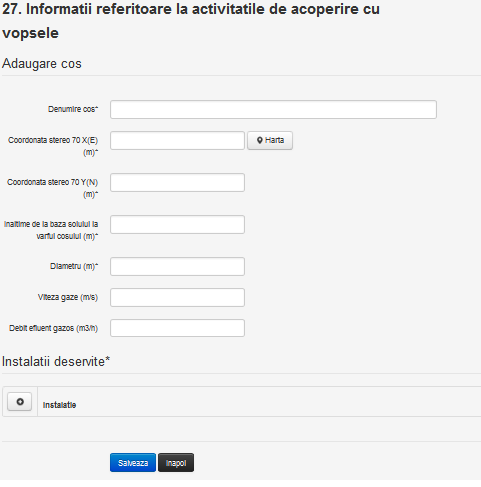 27. Informatii referitoare la activitatile de acoperire cu
vopsele
Adaugare cos
Denumire cos*
Coordonata stereo 70 X(E)
(m)*
Harta
Coordonata stereo 70 Y(N)
(m)*
Inaltime de la baza solului la
varful cosului (m)*
Diametru (m)*
Viteza gaze (m/s)
Debit efluent gazos (m3/h)
Instalatii deservite*
Instalatie
Salveaza Inapoi